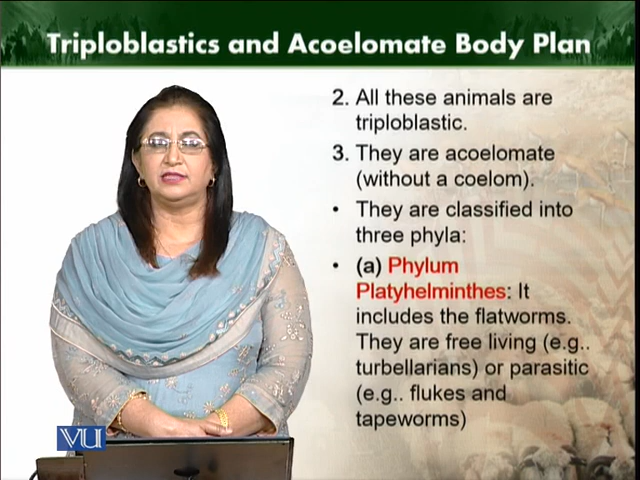 Triploblastics and Acoelomate Body Plan
2. All these animals are
triploblastic.
3. They are acoelomate
(without a coelom).
• They are classified into
three phyla:
• (a) Phylum
Platyhelminthes: It
includes the flatworms.
They are free living (e.g..
turbellarians) or parasitic
(e.g.. flukes and
tapeworms)
VU